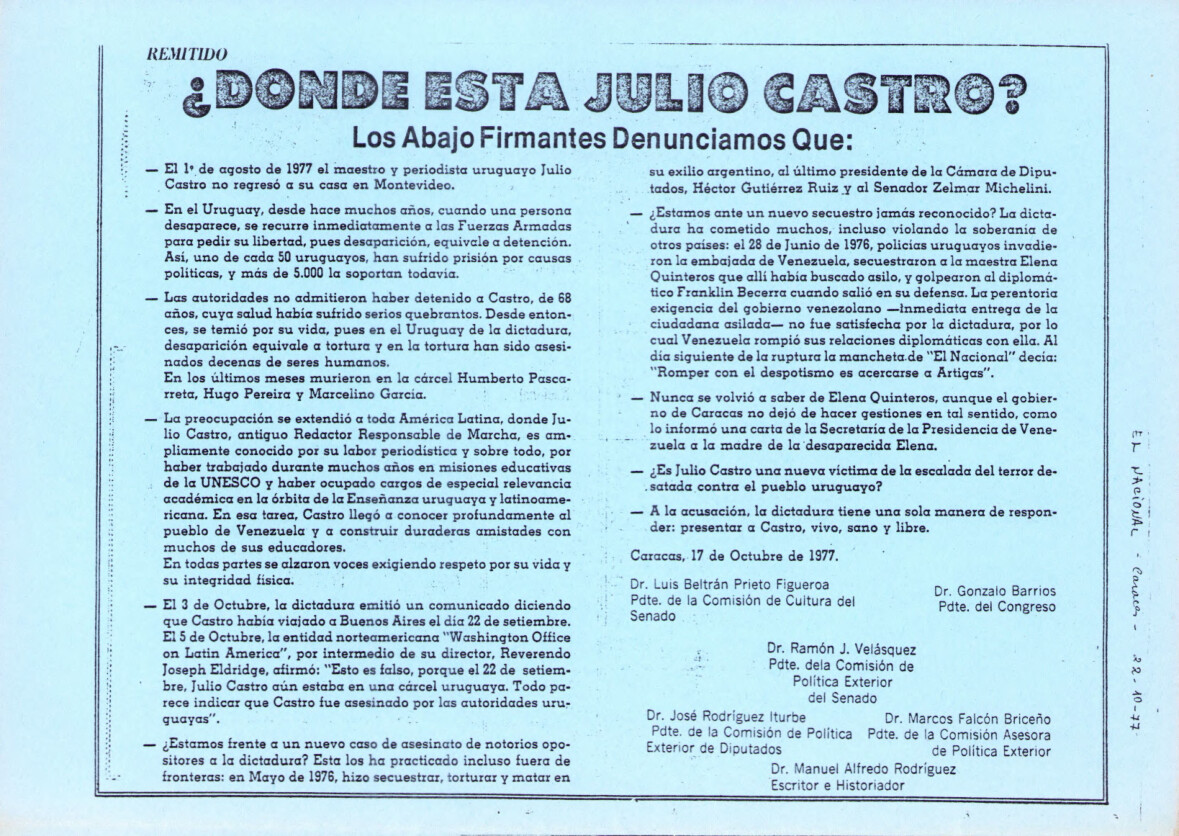 REMITIDO
¿DONDE ESTA JULIO CASTRO?
Los Abajo Firmantes Denunciamos Que:
— El 1º de agosto de 1977 el maestro y periodista uruguayo Julio
Castro no regresó a su casa en Montevideo.
— En el Uruguay, desde hace muchos años, cuando una persona
desaparece, se recurre inmediatamente a las Fuerzas Armadas
para pedir su libertad, pues desaparición, equivale a detención.
Así, uno de cada 50 uruguayos, han sufrido prisión por causas
políticas, y más de 5.000 la soportan todavía.
— Las autoridades no admitieron haber detenido a Castro, de 68
años, cuya salud había sufrido serios quebrantos. Desde enton-
ces, se temió por su vida, pues en el Uruguay de la dictadura,
desaparición equivale a tortura y en la tortura han sido asesi-
nados decenas de seres humanos.
En los últimos meses murieron en la cárcel Humberto Pasca-
rreta, Hugo Pereira y Marcelino García.
— La preocupación se extendió a toda América Latina, donde Ju-
lio Castro, antiguo Redactor Responsable de Marcha, es am-
pliamente conocido por su labor periodística y sobre todo, por
haber trabajado durante muchos años en misiones educativas
de la UNESCO y haber ocupado cargos de especial relevancia
académica en la órbita de la Enseñanza uruguaya y latinoame-
ricana. En esa tarea, Castro llegó a conocer profundamente al
pueblo de Venezuela y a construir duraderas amistades con
muchos de sus educadores.
En todas partes se alzaron voces exigiendo respeto por su vida y
su integridad física.
— El 3 de Octubre, la dictadura emitió un comunicado diciendo
que Castro había viajado a Buenos Aires el día 22 de setiembre.
El 5 de Octubre, la entidad norteamericana "Washington Office
on Latin America", por intermedio de su director, Reverendo
Joseph Eldridge, afirmó: "Esto es falso, porque el 22 de setiem-
bre, Julio Castro aún estaba en una cárcel uruguaya. Todo pa-
rece indicar que Castro fue asesinado por las autoridades uru-
guayas".
— ¿Estamos frente a un nuevo caso de asesinato de notorios opo-
sitores a la dictadura? Esta los ha practicado incluso fuera de
fronteras: en Mayo de 1976, hizo secuestrar, torturar y matar en
su exilio argentino, al último presidente de la Cámara de Dipu-
tados, Héctor Gutiérrez Ruiz y al Senador Zelmar Michelini.
— ¿Estamos ante un nuevo secuestro jamás reconocido? La dicta-
dura ha cometido muchos, incluso violando la soberania de
otros países: el 28 de Junio de 1976, policias uruguayos invadie-
ron la embajada de Venezuela, secuestraron a la maestra Elena
Quinteros que allí había buscado asilo, y golpearon al diplomá-
tico Franklin Becerra cuando salió en su defensa. La perentoria
exigencia del gobierno venezolano —Inmediata entrega de la
ciudadana asilada— no fue satisfecha por la dictadura, por lo
cual Venezuela rompió sus relaciones diplomáticas con ella. Al
día siguiente de la ruptura la mancheta de "El Nacional" decía:
"Romper con el despotismo es acercarse a Artigas".
— Nunca se volvió a saber de Elena Quinteros, aunque el gobier-
no de Caracas no dejó de hacer gestiones en tal sentido, como
lo informó una carta de la Secretaría de la Presidencia de Vene-
zuela a la madre de la desaparecida Elena.
— ¿Es Julio Castro una nueva víctima de la escalada del terror de-
satada contra el pueblo uruguayo?
— A la acusación, la dictadura tiene una sola manera de respon-
der: presentar a Castro, vivo, sano y libre.
Caracas, 17 de Octubre de 1977.
Dr. Luis Beltrán Prieto Figueroa
Pdte. de la Comisión de Cultura del
Senado
Dr. Gonzalo Barrios
Pdte. del Congreso
Dr. Ramón J. Velásquez
Pdte. dela Comisión de
Política Exterior
del Senado
Dr. José Rodríguez Iturbe
Pdte. de la Comisión de Política
Exterior de Diputados
Dr. Marcos Falcón Briceño
Pdte. de la Comisión Asesora
de Política Exterior
Dr. Manuel Alfredo Rodríguez
Escritor e Historiador
EL NACIONAL - Caracas - 22-10-77